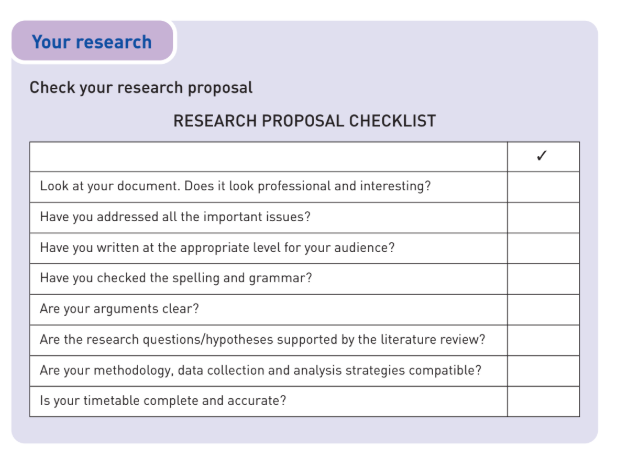 Your research
Check your research proposal
RESEARCH PROPOSAL CHECKLIST
✓
Look at your document. Does it look professional and interesting?
Have you addressed all the important issues?
Have you written at the appropriate level for your audience?
Have you checked the spelling and grammar?
Are your arguments clear?
Are the research questions/hypotheses supported by the literature review?
Are your methodology, data collection and analysis strategies compatible?
Is your timetable complete and accurate?